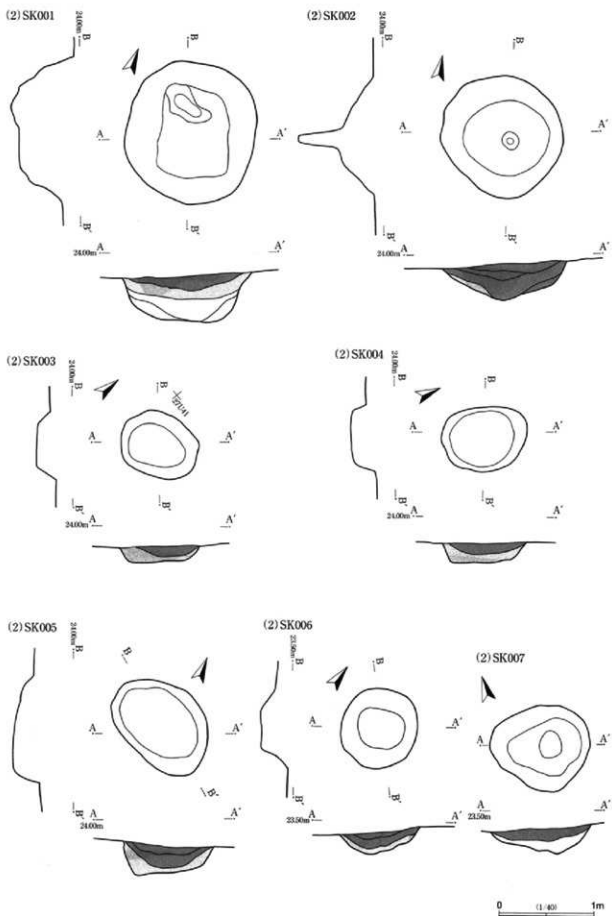 (2) SK001
24.00m
B
A
A'
B'
24.00m
A
A'
(2) SK002
24.00m
B
A
A'
B'
24.00m
A
A'
(2) SK003
24.00m
B
A
A'
B'
24.00m
A
A'
(2) SK004
24.00m
B
A
A'
B'
24.00m
A
A'
(2) SK005
24.00m
B
B
A
A'
B'
B'
24.00m
A
A'
(2) SK006
23.50m
B
B
A
A'
B'
B'
23.50m
A
A'
(2) SK007
A
A'
23.50m
A
A'
0
(1/40)
1m